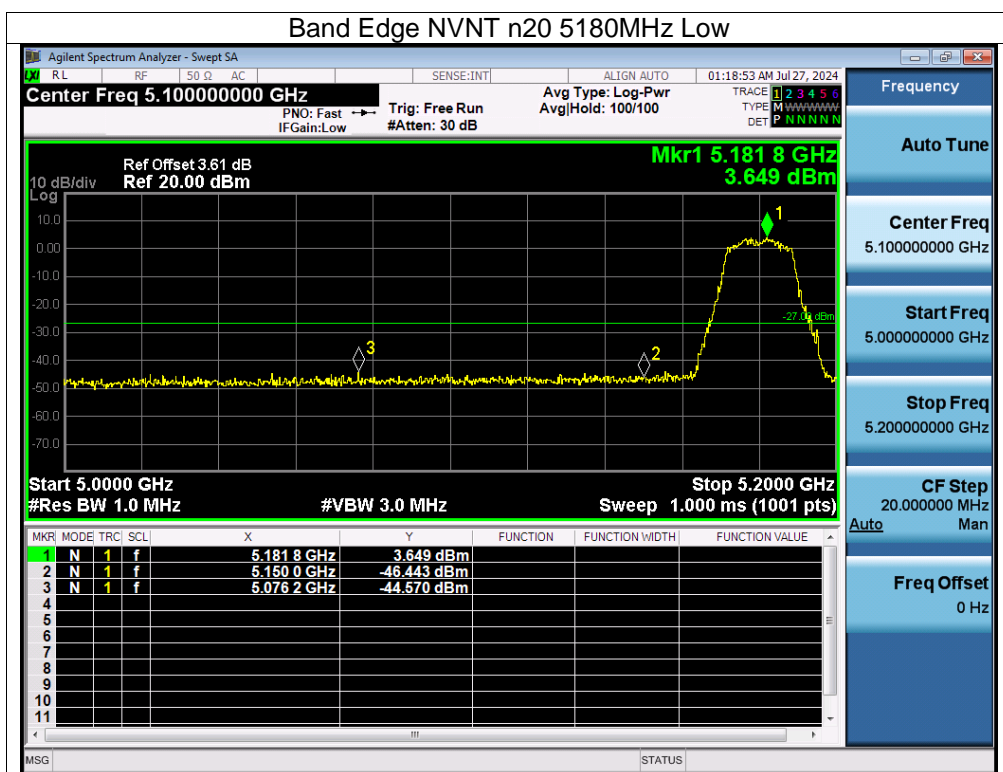 Band Edge NVNT n20 5180MHz Low
Agilent Spectrum Analyzer - Swept SA
LXI RL RF 50 Ω AC SENSE:INT ALIGN AUTO 01:18:53 AM Jul 27, 2024
Center Freq 5.100000000 GHz
PNO: Fast
IFGain:Low
Trig: Free Run
#Atten: 30 dB
Avg Type: Log-Pwr
Avg|Hold: 100/100
TRACE 1 2 3 4 5 6
TYPE M WWWWW
DET P N N N N N
Ref Offset 3.61 dB
10 dB/div Ref 20.00 dBm
Log
Mkr1 5.181 8 GHz
3.649 dBm
10.0
0.00
-10.0
-20.0
-30.0
-40.0
-50.0
-60.0
-70.0
1
-27.00 dBm
3
2
Start 5.0000 GHz Stop 5.2000 GHz
#Res BW 1.0 MHz #VBW 3.0 MHz Sweep 1.000 ms (1001 pts)
MKR MODE TRC SCL X Y FUNCTION FUNCTION WIDTH FUNCTION VALUE
1 N 1 f 5.181 8 GHz 3.649 dBm
2 N 1 f 5.150 0 GHz -46.443 dBm
3 N 1 f 5.076 2 GHz -44.570 dBm
4
5
6
7
8
9
10
11
MSG STATUS
Frequency
Auto Tune
Center Freq
5.100000000 GHz
Start Freq
5.000000000 GHz
Stop Freq
5.200000000 GHz
CF Step
20.000000 MHz
Auto Man
Freq Offset
0 Hz